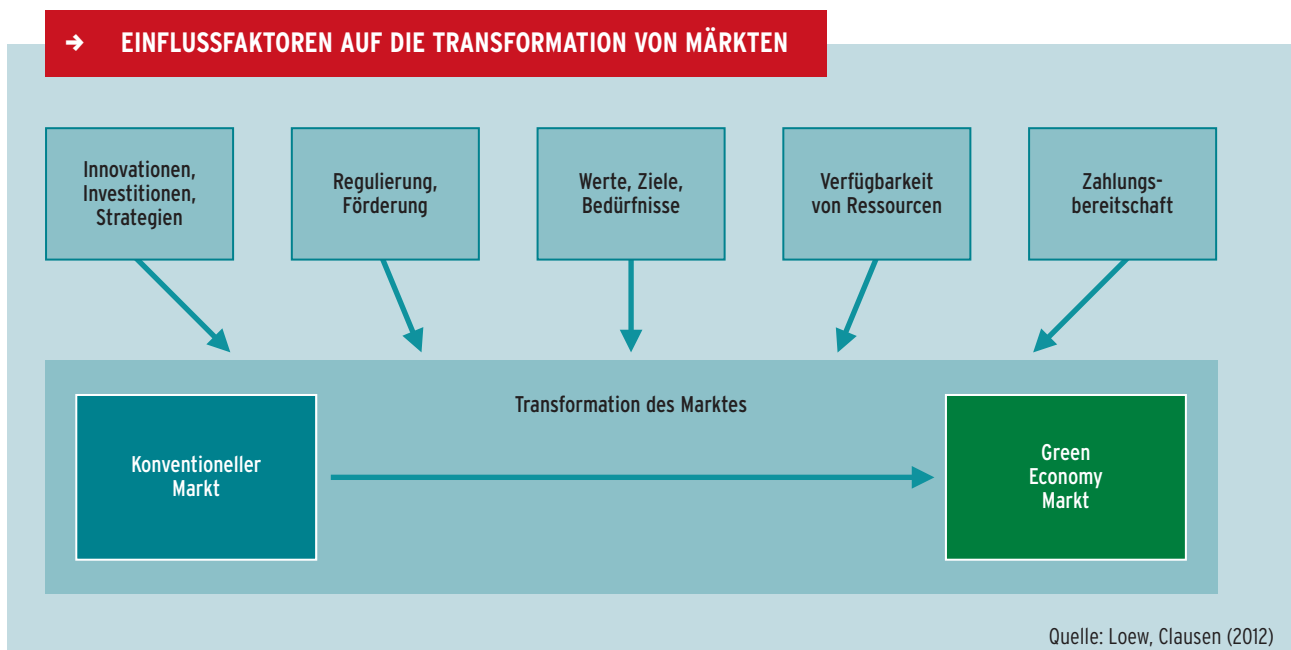 → EINFLUSSFAKTOREN AUF DIE TRANSFORMATION VON MÄRKTEN
Innovationen,
Investitionen,
Strategien
Regulierung,
Förderung
Werte, Ziele,
Bedürfnisse
Verfügbarkeit
von Ressourcen
Zahlungs-
bereitschaft
Transformation des Marktes
Konventioneller
Markt
Green
Economy
Markt
Quelle: Loew, Clausen (2012)